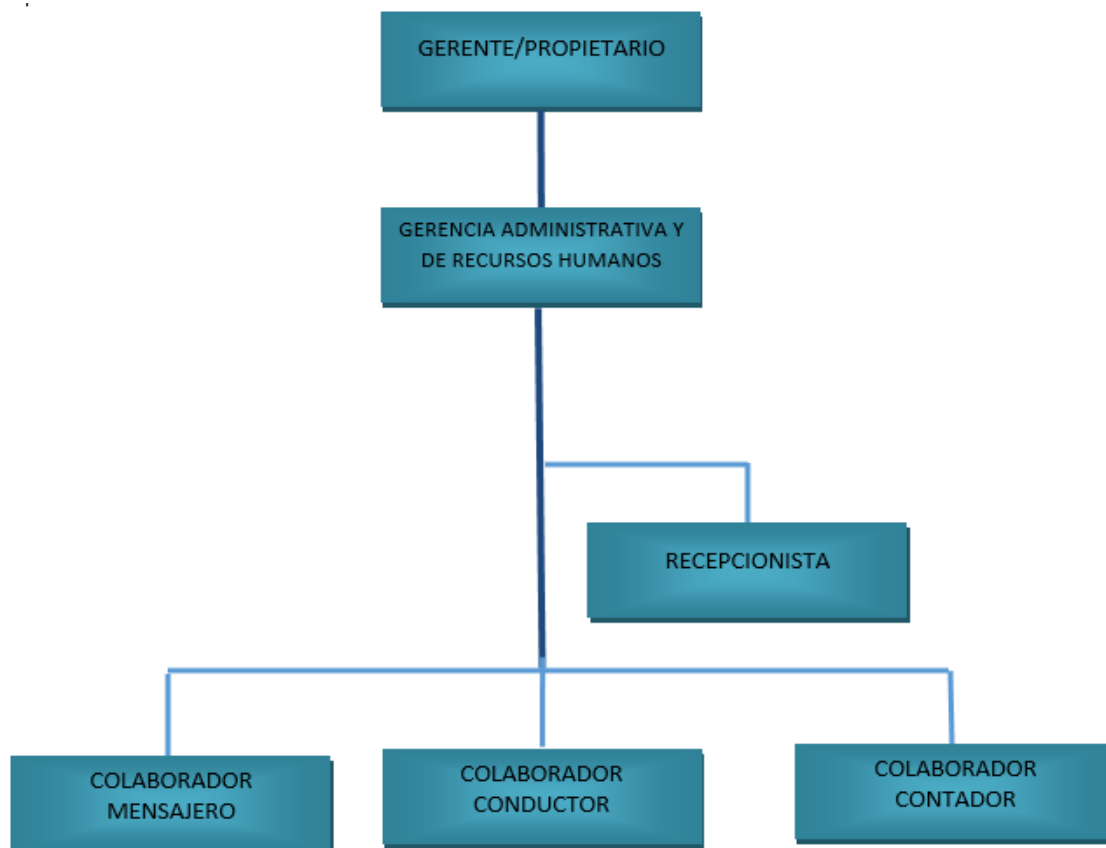 GERENTE/PROPIETARIO
GERENCIA ADMINISTRATIVA Y
DE RECURSOS HUMANOS
RECEPCIONISTA
COLABORADOR
MENSAJERO
COLABORADOR
CONDUCTOR
COLABORADOR
CONTADOR